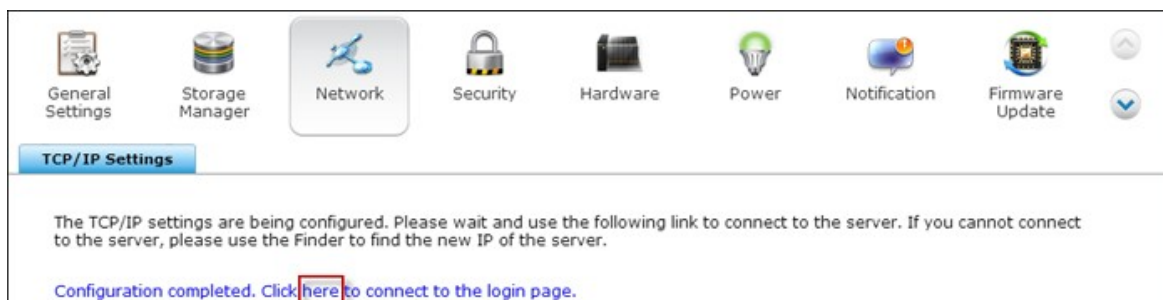 General
Settings
Storage
Manager
Network
Security
Hardware
Power
Notification
Firmware
Update
TCP/IP Settings
The TCP/IP settings are being configured. Please wait and use the following link to connect to the server. If you cannot connect
to the server, please use the Finder to find the new IP of the server.
Configuration completed. Click here to connect to the login page.